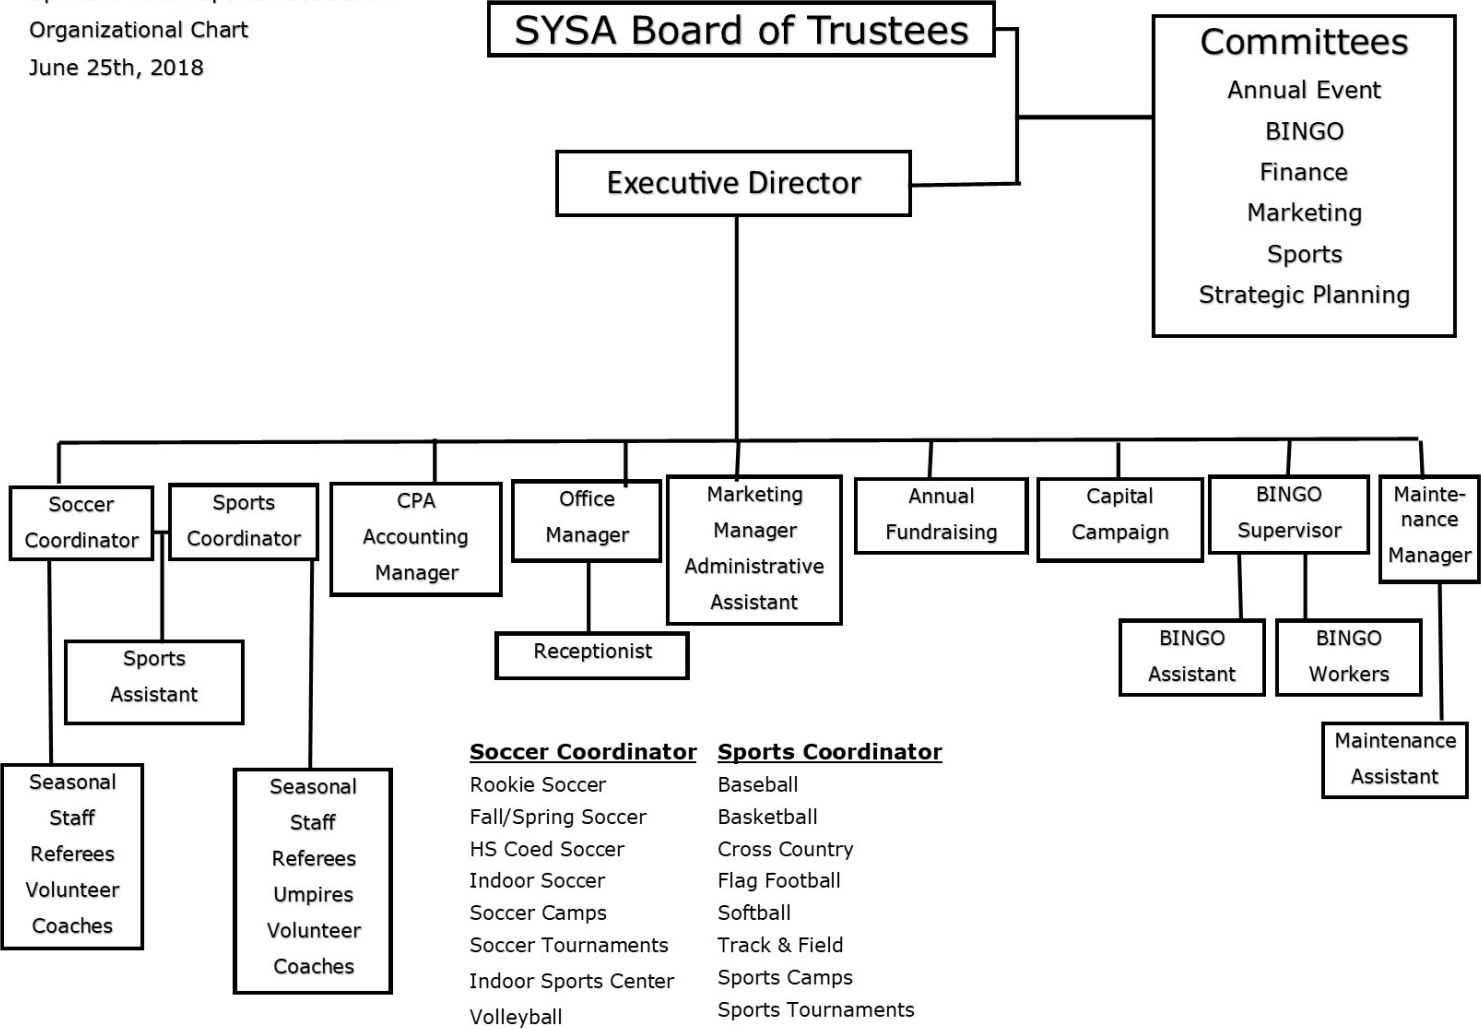 Organizational Chart
June 25th, 2018
SYSA Board of Trustees
Committees
Annual Event
BINGO
Finance
Marketing
Sports
Strategic Planning
Executive Director
Soccer
Coordinator
Sports
Coordinator
CPA
Accounting
Manager
Office
Manager
Marketing
Manager
Administrative
Assistant
Annual
Fundraising
Capital
Campaign
BINGO
Supervisor
Mainte-
nance
Manager
Sports
Assistant
Receptionist
BINGO
Assistant
BINGO
Workers
Maintenance
Assistant
Seasonal
Staff
Referees
Volunteer
Coaches
Seasonal
Staff
Referees
Umpires
Volunteer
Coaches
Soccer Coordinator
Rookie Soccer
Fall/Spring Soccer
HS Coed Soccer
Indoor Soccer
Soccer Camps
Soccer Tournaments
Indoor Sports Center
Volleyball
Sports Coordinator
Baseball
Basketball
Cross Country
Flag Football
Softball
Track & Field
Sports Camps
Sports Tournaments